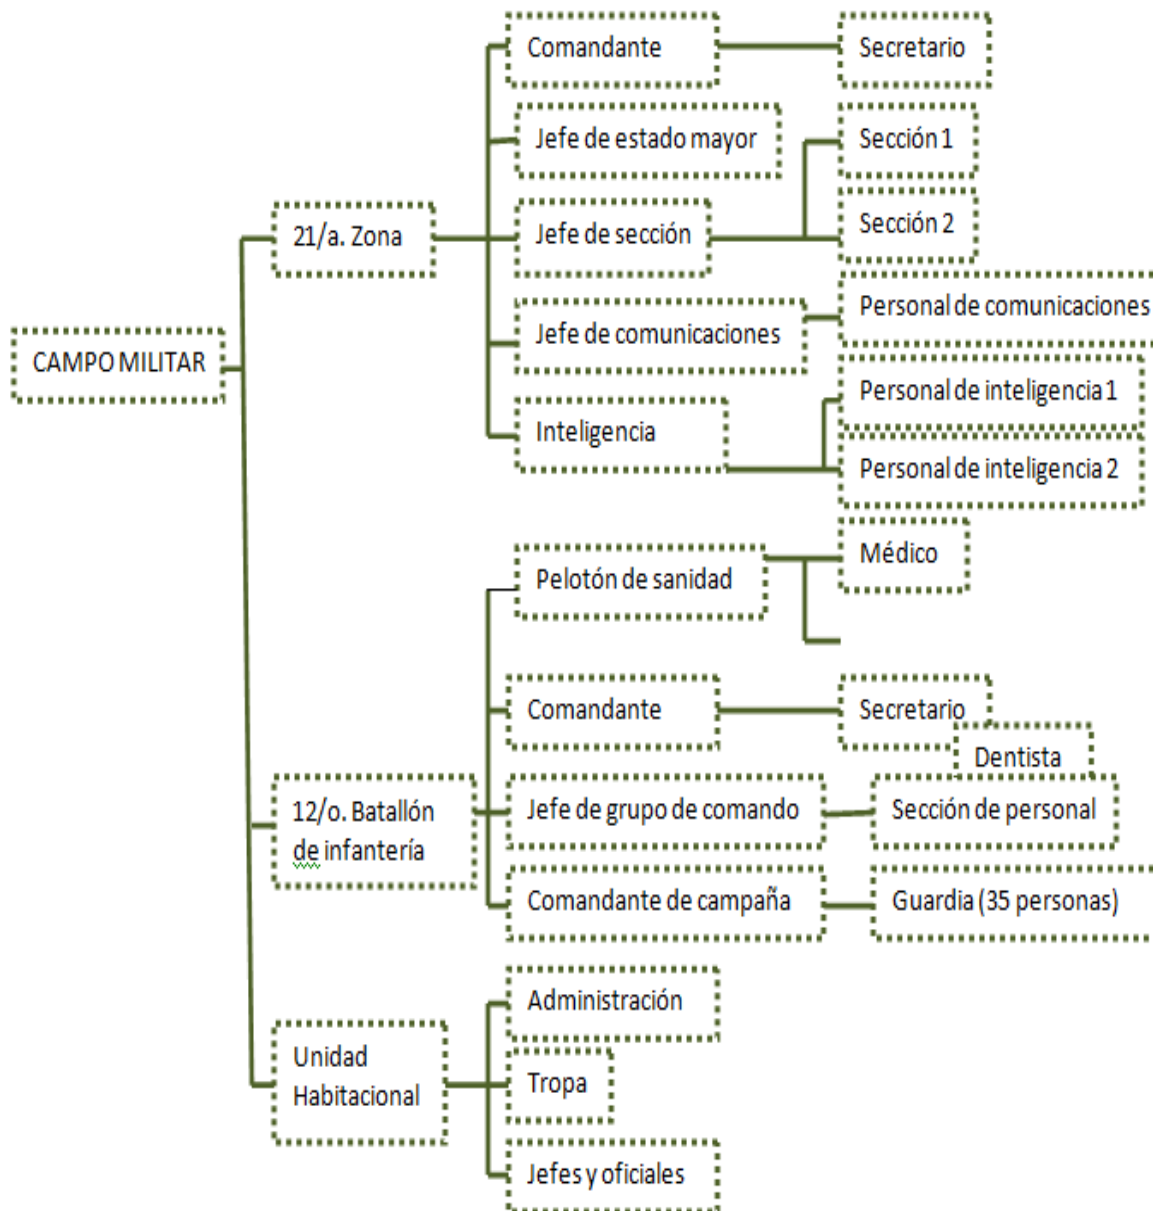 Comandante
Secretario
Jefe de estado mayor
Sección 1
21/a. Zona
Jefe de sección
Sección 2
Jefe de comunicaciones
Personal de comunicaciones
CAMPO MILITAR
Inteligencia
Personal de inteligencia 1
Personal de inteligencia 2
Pelotón de sanidad
Médico
Comandante
Secretario
Dentista
12/o. Batallón
de infantería
Jefe de grupo de comando
Sección de personal
Comandante de campaña
Guardia (35 personas)
Unidad
Habitacional
Administración
Tropa
Jefes y oficiales